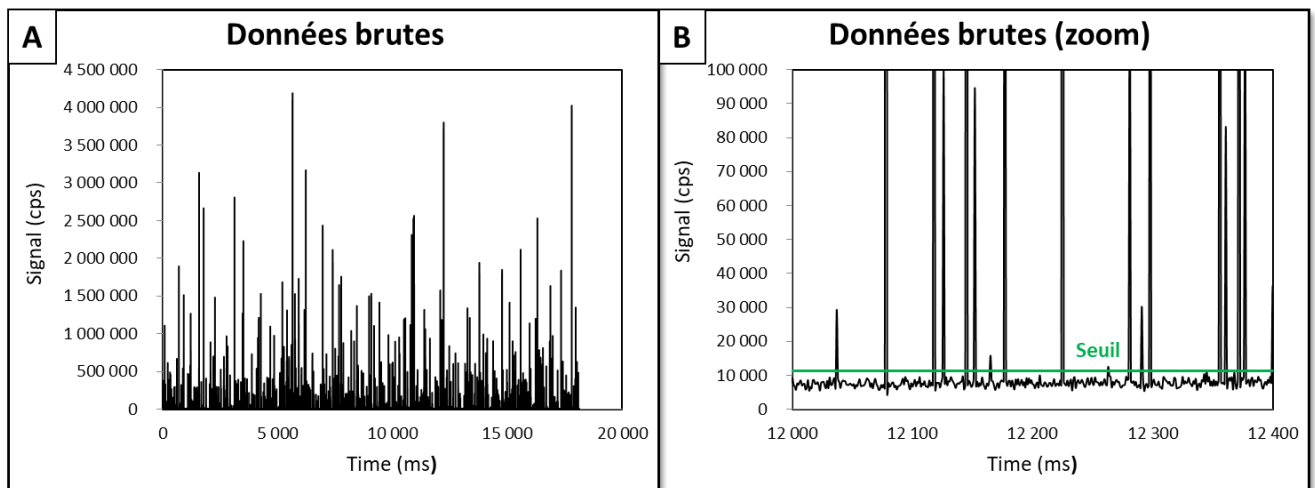 A
Données brutes
4 500 000
4 000 000
3 500 000
3 000 000
2 500 000
2 000 000
1 500 000
1 000 000
500 000
0
Signal (cps)
0
5 000
10 000
15 000
20 000
Time (ms)
B
Données brutes (zoom)
100 000
90 000
80 000
70 000
60 000
50 000
40 000
30 000
20 000
10 000
0
Signal (cps)
Seuil
12 000
12 100
12 200
12 300
12 400
Time (ms)